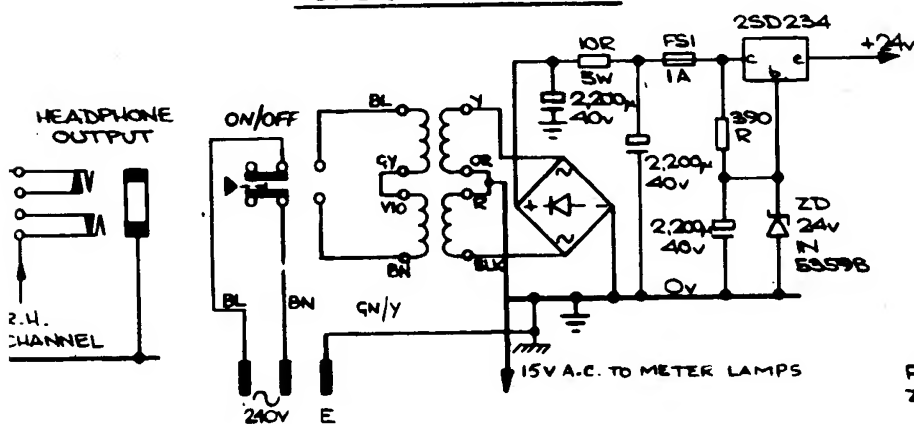 2SD234
10R
FS1
+24v
5W
1A
c
e
b
2,200µ
40v
HEADPHONE
OUTPUT
ON/OFF
BL
Y
390
R
GY
OR
VIO
R
2,200µ
40v
+
~
~
-
2,200µ
40v
ZD
24v
IN
5359B
BN
BLK
0v
BL
BN
GN/Y
R.H.
CHANNEL
15V A.C. TO METER LAMPS
~
240V
E